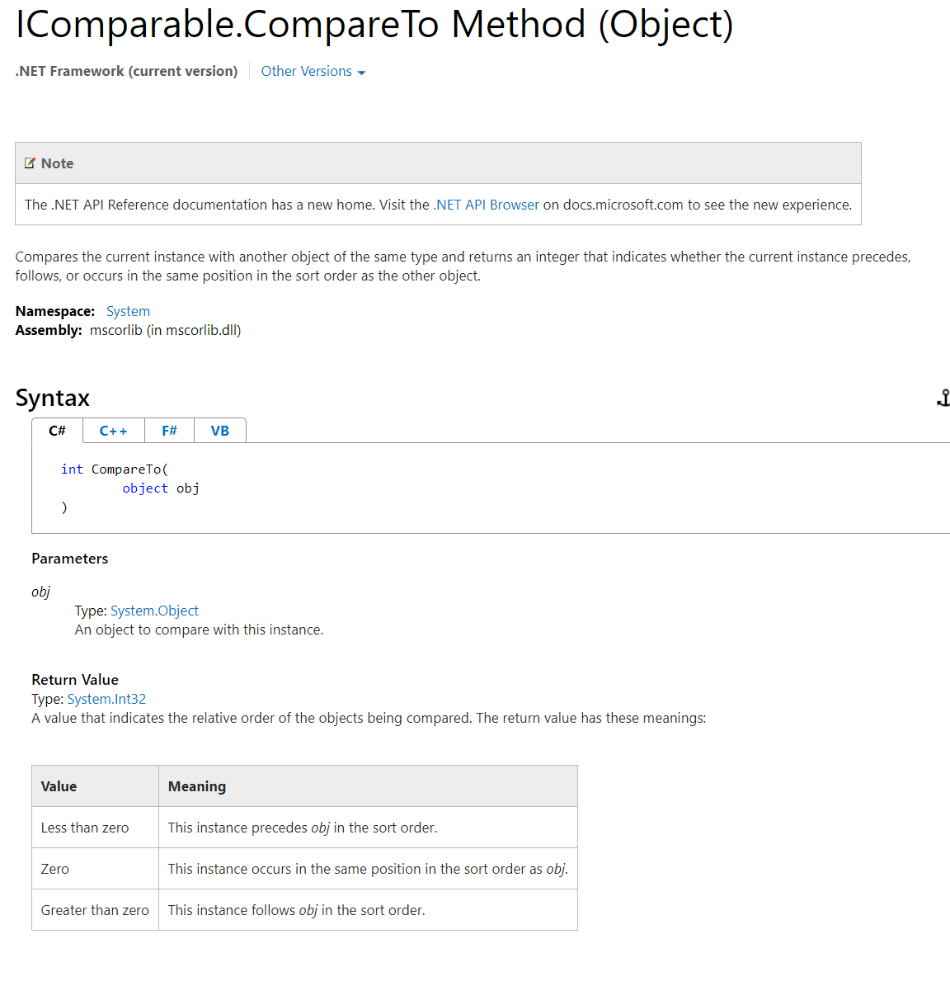 IComparable.CompareTo Method (Object)
.NET Framework (current version)
Other Versions
Note
The .NET API Reference documentation has a new home. Visit the .NET API Browser on docs.microsoft.com to see the new experience.
Compares the current instance with another object of the same type and returns an integer that indicates whether the current instance precedes,
follows, or occurs in the same position in the sort order as the other object.
Namespace: System
Assembly: mscorlib (in mscorlib.dll)
Syntax
C# C++ F# VB
int CompareTo(
object obj
)
Parameters
obj
Type: System.Object
An object to compare with this instance.
Return Value
Type: System.Int32
A value that indicates the relative order of the objects being compared. The return value has these meanings:
Value Meaning
Less than zero This instance precedes obj in the sort order.
Zero This instance occurs in the same position in the sort order as obj.
Greater than zero This instance follows obj in the sort order.